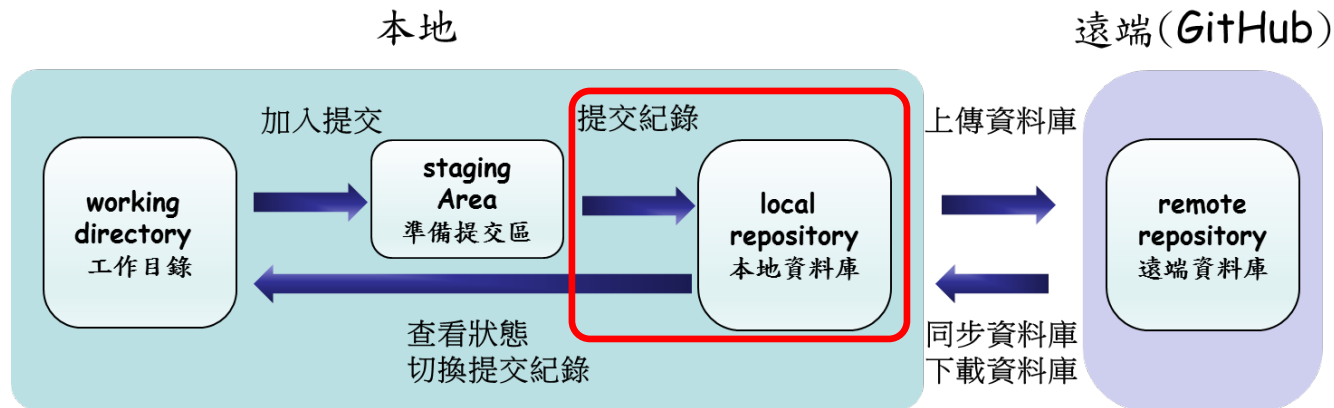 本地
遠端(GitHub)
加入提交
提交紀錄
上傳資料庫
working
directory
工作目錄
staging
Area
準備提交區
local
repository
本地資料庫
remote
repository
遠端資料庫
查看狀態
切換提交紀錄
同步資料庫
下載資料庫